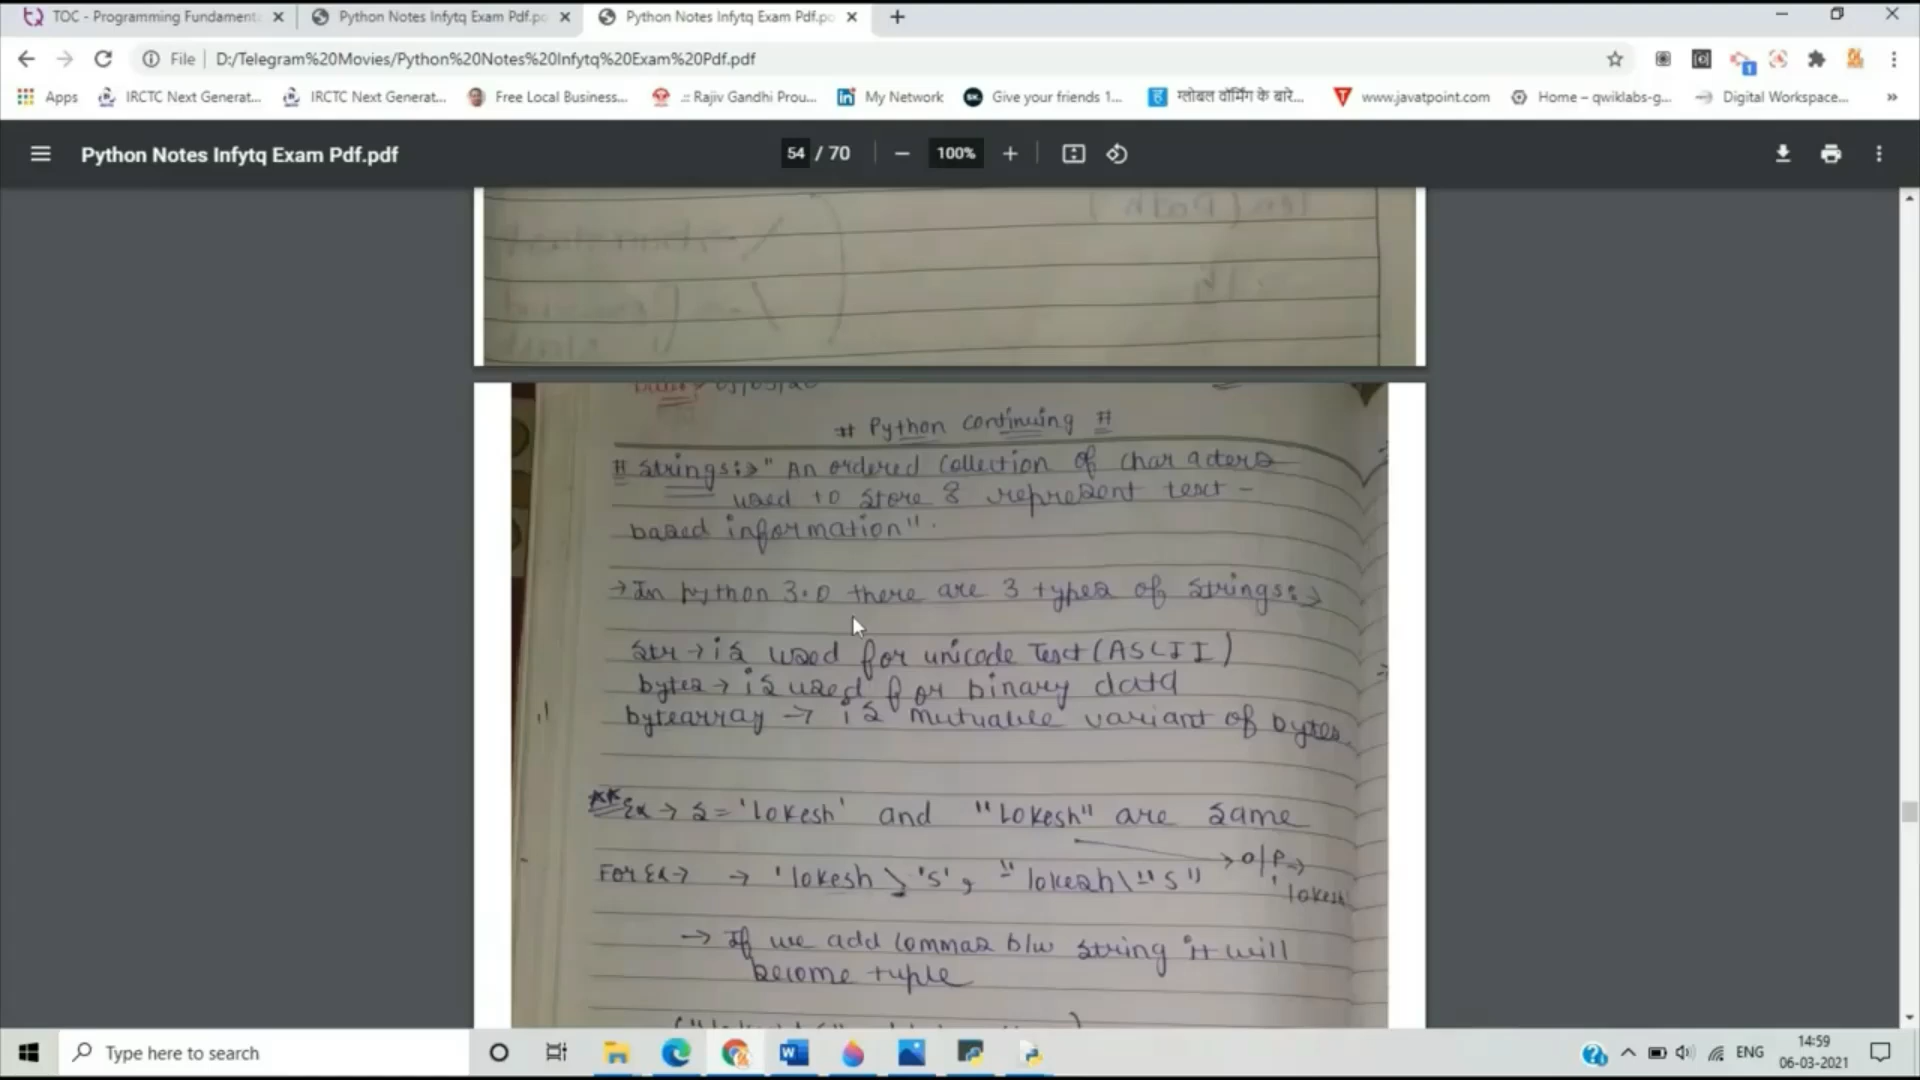 TOC - Programming Fundament
Python Notes Infytq Exam Pdf.po
Python Notes Infytq Exam Pdf.po
File
D:/Telegram%20Movies/Python%20Notes%20Infytq%20Exam%20Pdf.pdf
Apps
IRCTC Next Generat...
IRCTC Next Generat...
Free Local Business...
.:: Rajiv Gandhi Prou...
My Network
Give your friends 1...
ग्लोबल वॉर्मिंग के बारे...
www.javatpoint.com
Home – qwiklabs-g...
Digital Workspace...
Python Notes Infytq Exam Pdf.pdf
54 / 70
100%
# Python continuing #
# Strings:→ " An ordered collection of characters
used to store & represent text -
based information".
→ In python 3.0 there are 3 types of strings:→
str → is used for unicode Text (ASCII)
bytes → is used for binary data
bytearray → is mutuable variant of bytes.
** Ex → s = 'lokesh' and "lokesh" are same
For Ex → → 'lokesh \ 's', "lokesh\"s" → o/p →
'lokesh
→ If we add commas b/w string it will
become tuple
Type here to search
ENG
14:59
06-03-2021